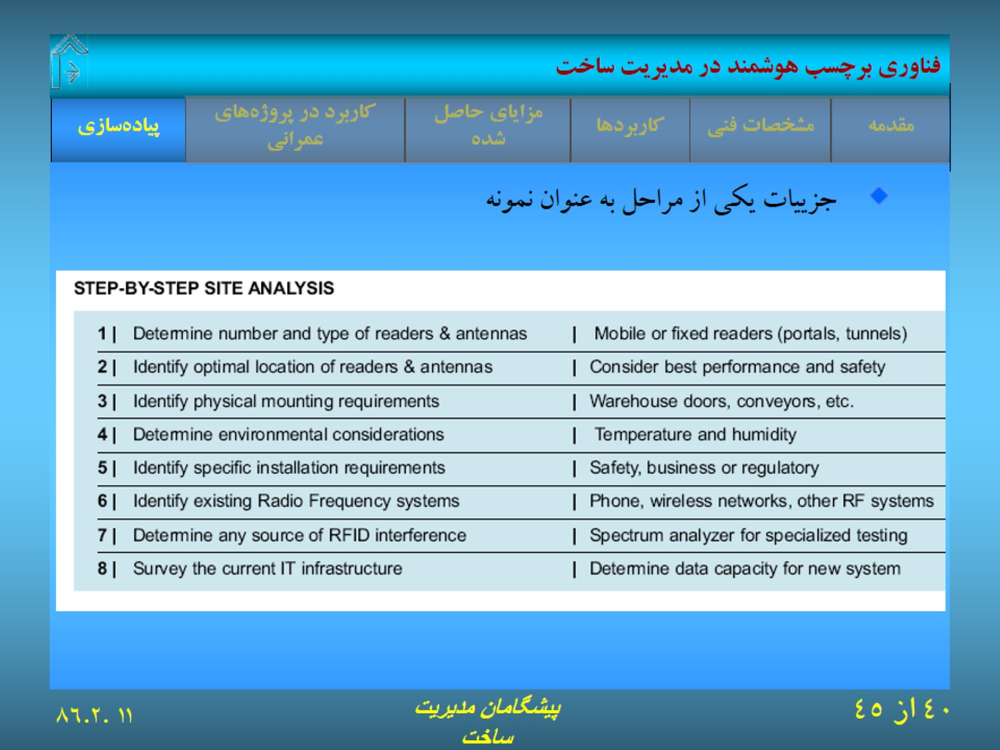 فناوری برچسب هوشمند در مدیریت ساخت
مقدمه
مشخصات فنی
کاربردها
مزایای حاصل
شده
کاربرد در پروژه‌های
عمرانی
پیاده‌سازی
جزییات یکی از مراحل به عنوان نمونه
STEP-BY-STEP SITE ANALYSIS
1 | Determine number and type of readers & antennas | Mobile or fixed readers (portals, tunnels)
2 | Identify optimal location of readers & antennas | Consider best performance and safety
3 | Identify physical mounting requirements | Warehouse doors, conveyors, etc.
4 | Determine environmental considerations | Temperature and humidity
5 | Identify specific installation requirements | Safety, business or regulatory
6 | Identify existing Radio Frequency systems | Phone, wireless networks, other RF systems
7 | Determine any source of RFID interference | Spectrum analyzer for specialized testing
8 | Survey the current IT infrastructure | Determine data capacity for new system
٤٠ از ٤٥
پیشگامان مدیریت
ساخت
٨٦.٢. ١١